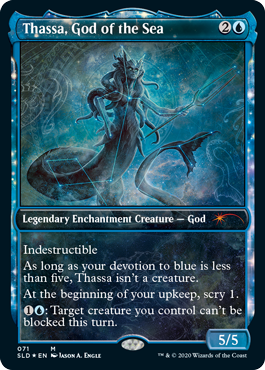 Thassa, God of the Sea 2
Legendary Enchantment Creature — God
Indestructible
As long as your devotion to blue is less
than five, Thassa isn't a creature.
At the beginning of your upkeep, scry 1.
1: Target creature you control can't be
blocked this turn.
5/5
071 M
SLD EN Jason A. Engle
™ & © 2020 Wizards of the Coast